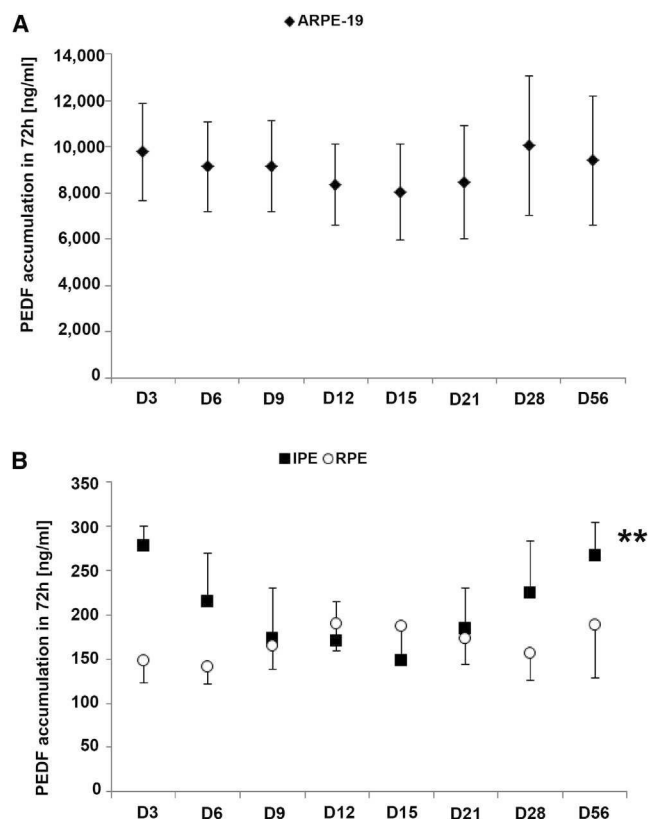 A
◆ ARPE-19
PEDF accumulation in 72h [ng/ml]
14,000
12,000
10,000
8,000
6,000
4,000
2,000
0
D3 D6 D9 D12 D15 D21 D28 D56
B
■ IPE ○ RPE
PEDF accumulation in 72h [ng/ml]
350
300
250
200
150
100
50
0
**
D3 D6 D9 D12 D15 D21 D28 D56